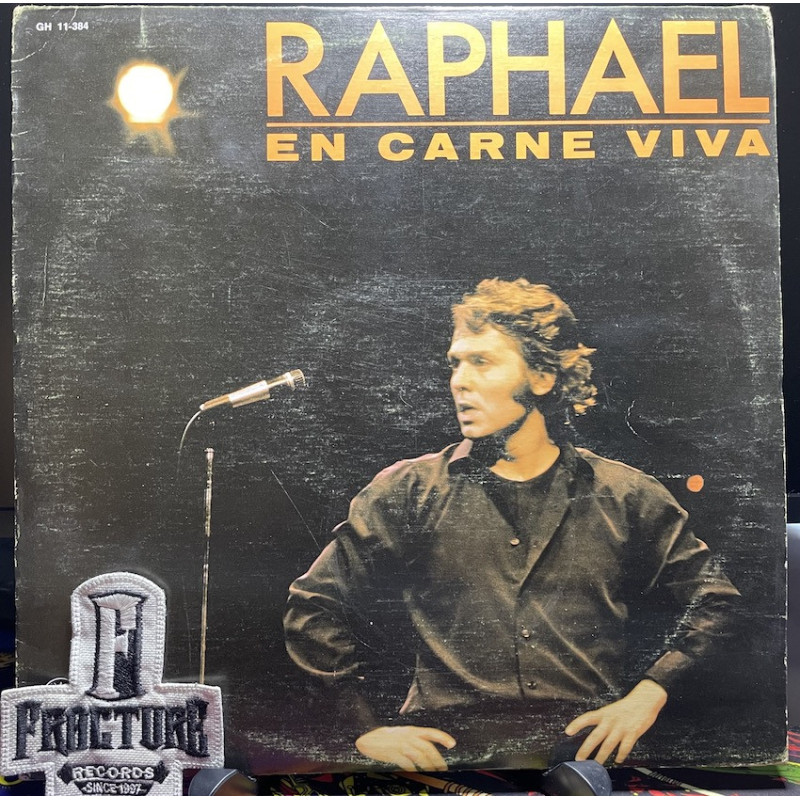 GH 11-384
RAPHAEL
EN CARNE VIVA
F
FRACTURE
RECORDS
SINCE 1997